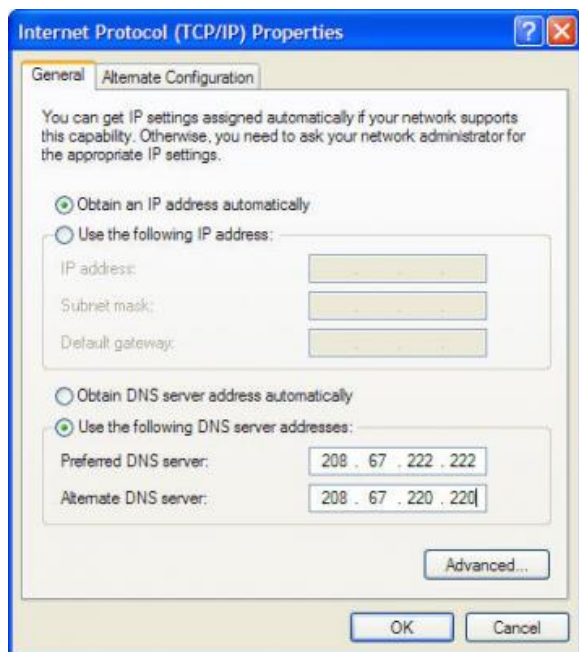 Internet Protocol (TCP/IP) Properties
General
Alternate Configuration
You can get IP settings assigned automatically if your network supports
this capability. Otherwise, you need to ask your network administrator for
the appropriate IP settings.
Obtain an IP address automatically
Use the following IP address:
IP address:
Subnet mask:
Default gateway:
Obtain DNS server address automatically
Use the following DNS server addresses:
Preferred DNS server: 208 . 67 . 222 . 222
Alternate DNS server: 208 . 67 . 220 . 220
Advanced...
OK Cancel